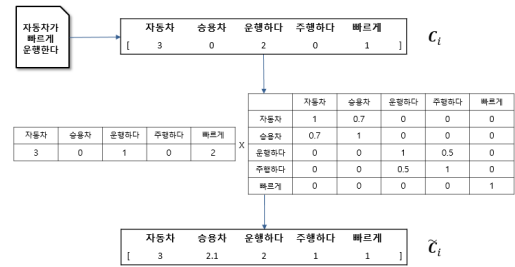 자동차가
빠르게
운행한다
자동차 승용차 운행하다 주행하다 빠르게
[ 3 0 2 0 1 ]
C_i
자동차 승용차 운행하다 주행하다 빠르게
3 0 1 0 2
X
자동차 승용차 운행하다 주행하다 빠르게
자동차 1 0.7 0 0 0
승용차 0.7 1 0 0 0
운행하다 0 0 1 0.5 0
주행하다 0 0 0.5 1 0
빠르게 0 0 0 0 1
자동차 승용차 운행하다 주행하다 빠르게
[ 3 2.1 2 1 1 ]
C̃_i